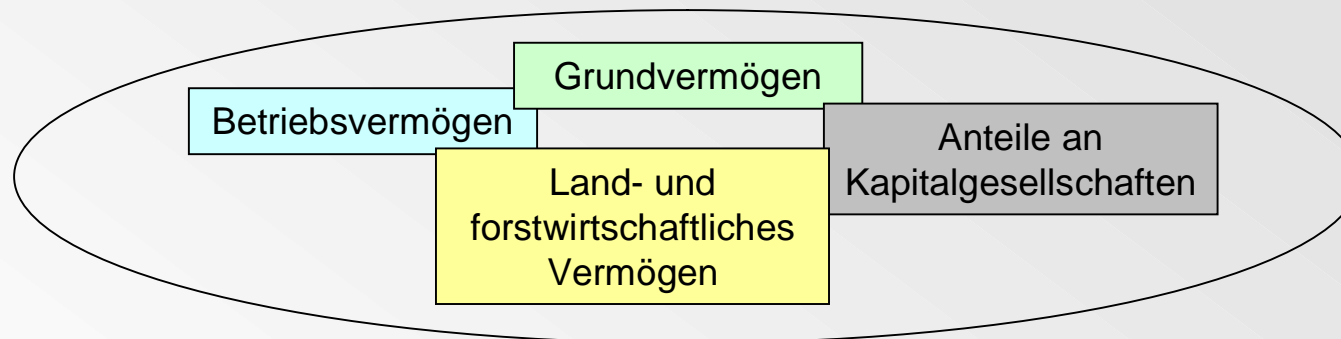 Grundvermögen
Betriebsvermögen
Anteile an
Kapitalgesellschaften
Land- und
forstwirtschaftliches
Vermögen